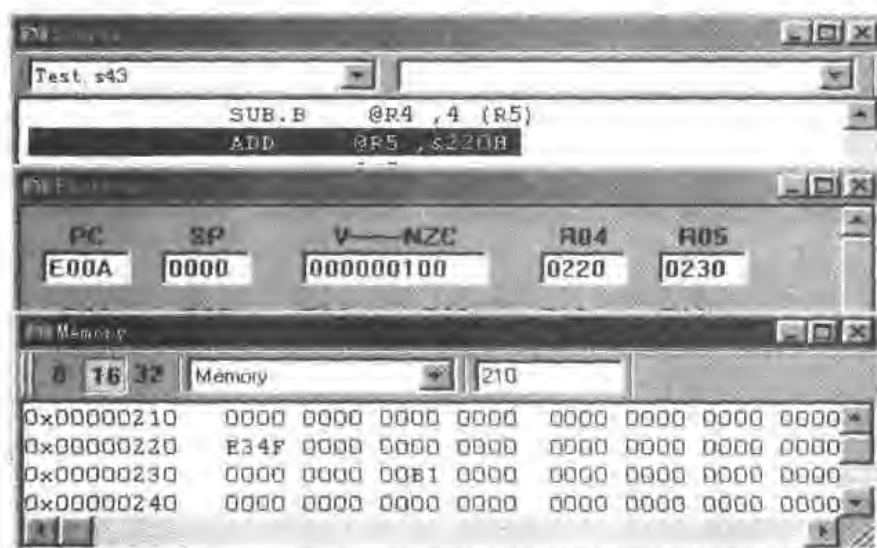 Test.s43
SUB.B @R4 ,4 (R5)
ADD @R5 ,&220H
PC SP V——NZC R04 R05
E00A 0000 000000100 0220 0230
Memory
8 16 32 Memory 210
0x00000210 0000 0000 0000 0000 0000 0000 0000 0000
0x00000220 E34F 0000 0000 0000 0000 0000 0000 0000
0x00000230 0000 0000 00B1 0000 0000 0000 0000 0000
0x00000240 0000 0000 0000 0000 0000 0000 0000 0000